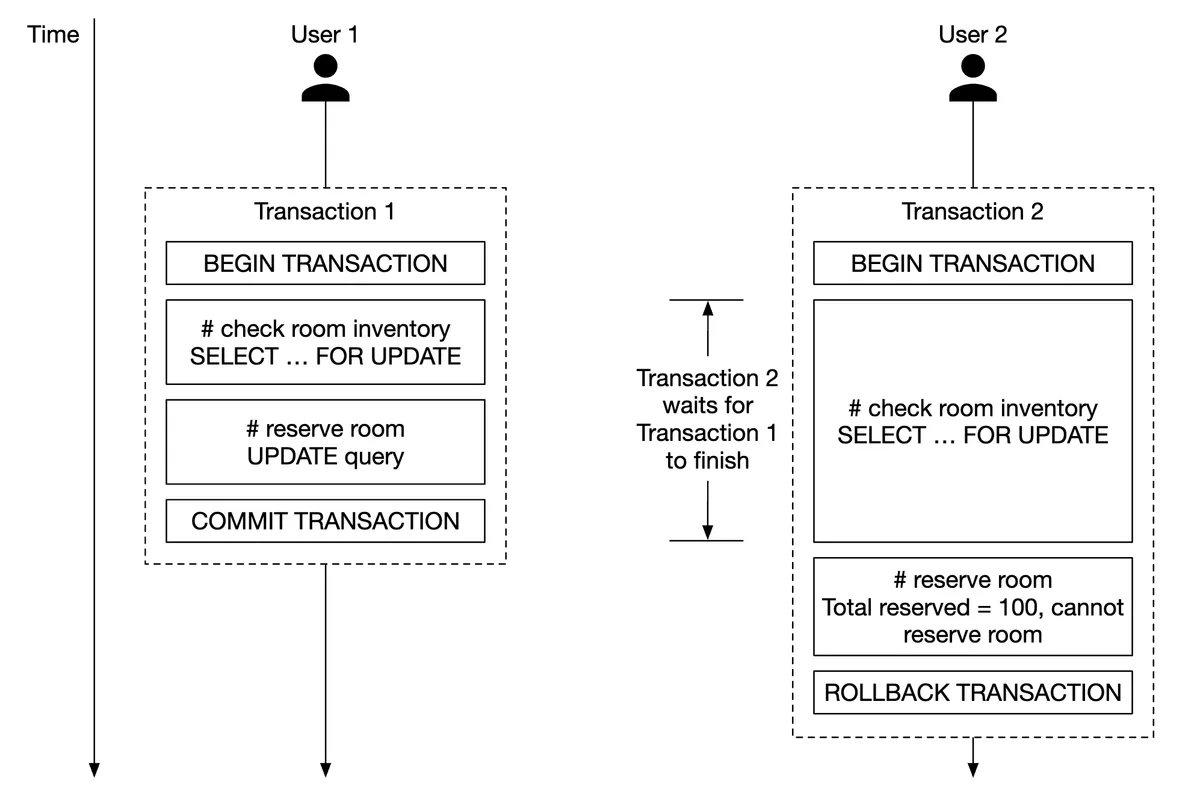 Time
User 1
User 2
Transaction 1
BEGIN TRANSACTION
# check room inventory
SELECT … FOR UPDATE
# reserve room
UPDATE query
COMMIT TRANSACTION
Transaction 2
waits for
Transaction 1
to finish
Transaction 2
BEGIN TRANSACTION
# check room inventory
SELECT … FOR UPDATE
# reserve room
Total reserved = 100, cannot
reserve room
ROLLBACK TRANSACTION